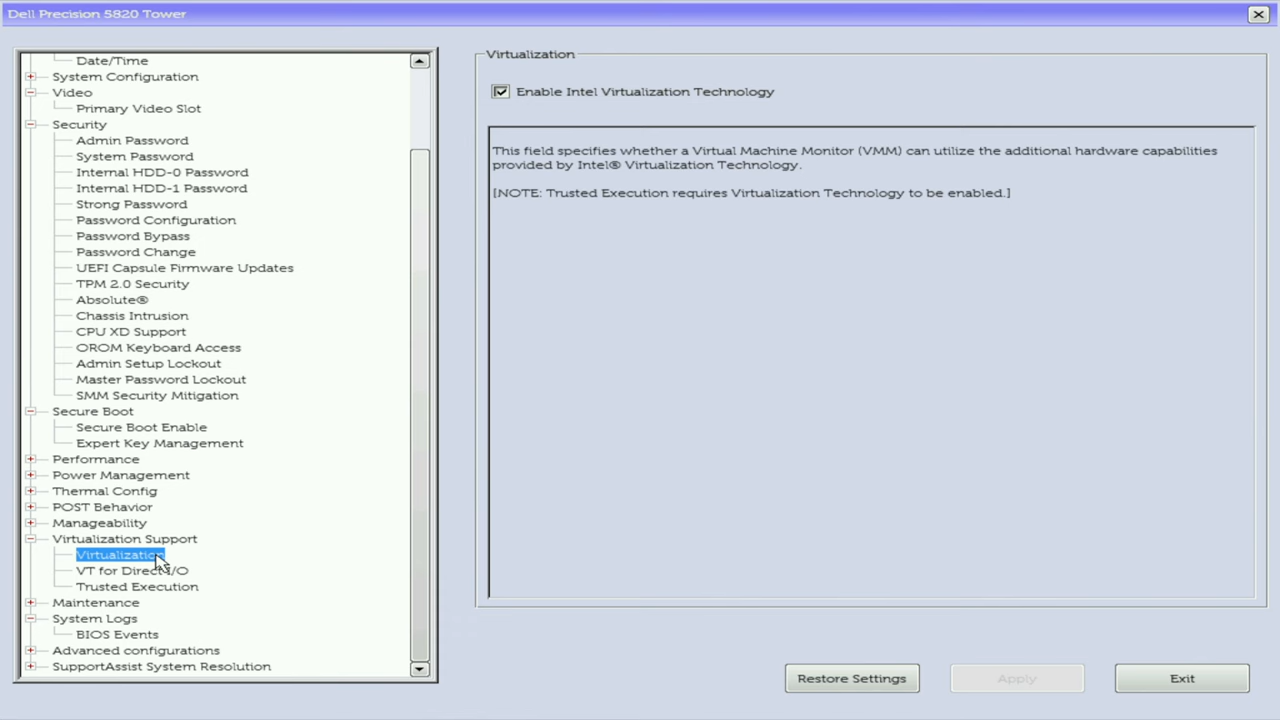 Dell Precision 5820 Tower
Date/Time
System Configuration
Video
Primary Video Slot
Security
Admin Password
System Password
Internal HDD-0 Password
Internal HDD-1 Password
Strong Password
Password Configuration
Password Bypass
Password Change
UEFI Capsule Firmware Updates
TPM 2.0 Security
Absolute®
Chassis Intrusion
CPU XD Support
OROM Keyboard Access
Admin Setup Lockout
Master Password Lockout
SMM Security Mitigation
Secure Boot
Secure Boot Enable
Expert Key Management
Performance
Power Management
Thermal Config
POST Behavior
Manageability
Virtualization Support
Virtualization
VT for Direct I/O
Trusted Execution
Maintenance
System Logs
BIOS Events
Advanced configurations
SupportAssist System Resolution
Virtualization
Enable Intel Virtualization Technology
This field specifies whether a Virtual Machine Monitor (VMM) can utilize the additional hardware capabilities
provided by Intel® Virtualization Technology.
[NOTE: Trusted Execution requires Virtualization Technology to be enabled.]
Restore Settings
Apply
Exit